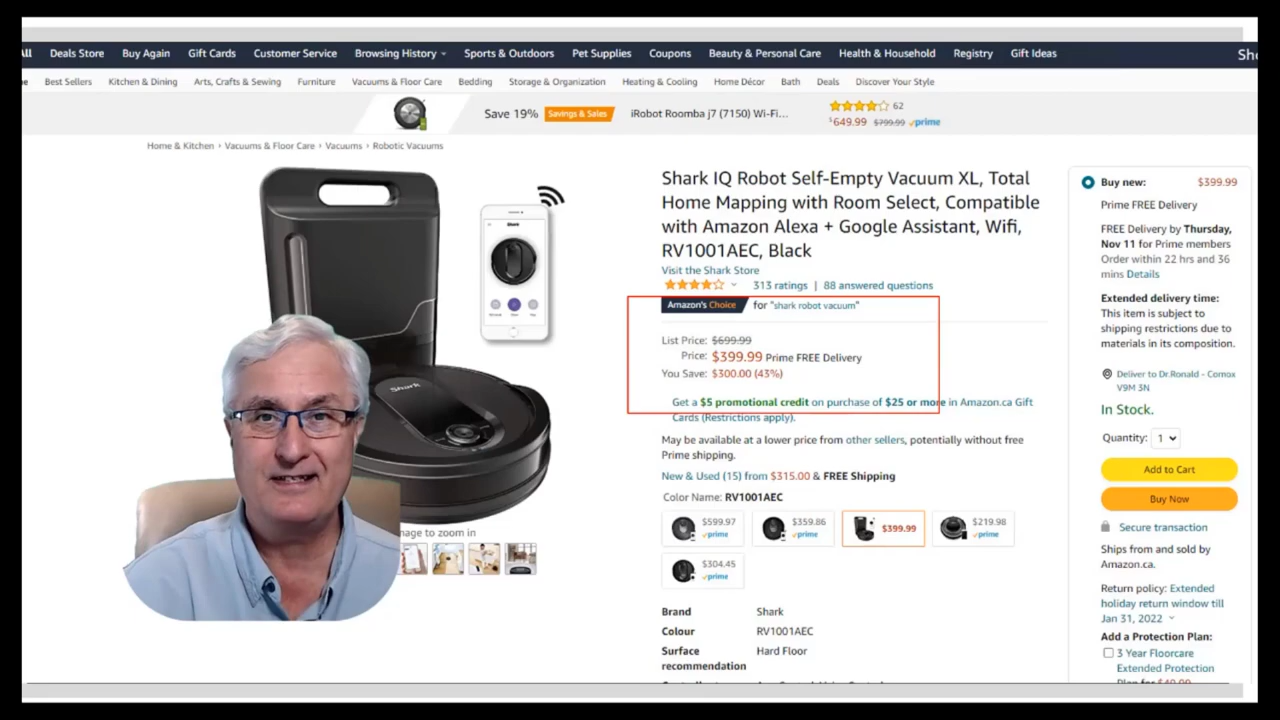 All Deals Store Buy Again Gift Cards Customer Service Browsing History Sports & Outdoors Pet Supplies Coupons Beauty & Personal Care Health & Household Registry Gift Ideas
Best Sellers Kitchen & Dining Arts, Crafts & Sewing Furniture Vacuums & Floor Care Bedding Storage & Organization Heating & Cooling Home Décor Bath Deals Discover Your Style
Save 19% Savings & Sales iRobot Roomba j7 (7150) Wi-Fi... 62
$649.99 $799.99 prime
Home & Kitchen › Vacuums & Floor Care › Vacuums › Robotic Vacuums
Shark
Shark
Shark IQ Robot Self-Empty Vacuum XL, Total
Home Mapping with Room Select, Compatible
with Amazon Alexa + Google Assistant, Wifi,
RV1001AEC, Black
Visit the Shark Store
313 ratings | 88 answered questions
Amazon's Choice for "shark robot vacuum"
List Price: $699.99
Price: $399.99 Prime FREE Delivery
You Save: $300.00 (43%)
Get a $5 promotional credit on purchase of $25 or more in Amazon.ca Gift
Cards (Restrictions apply).
May be available at a lower price from other sellers, potentially without free
Prime shipping.
New & Used (15) from $315.00 & FREE Shipping
Color Name: RV1001AEC
$599.97 prime
$359.86 prime
$399.99
$219.98 prime
$304.45 prime
mage to zoom in
Brand Shark
Colour RV1001AEC
Surface Hard Floor
recommendation
Buy new: $399.99
Prime FREE Delivery
FREE Delivery by Thursday,
Nov 11 for Prime members
Order within 22 hrs and 36
mins Details
Extended delivery time:
This item is subject to
shipping restrictions due to
materials in its composition.
Deliver to Dr.Ronald - Comox
V9M 3N
In Stock.
Quantity: 1
Add to Cart
Buy Now
Secure transaction
Ships from and sold by
Amazon.ca.
Return policy: Extended
holiday return window till
Jan 31, 2022
Add a Protection Plan:
3 Year Floorcare
Extended Protection
Plan for $40.99